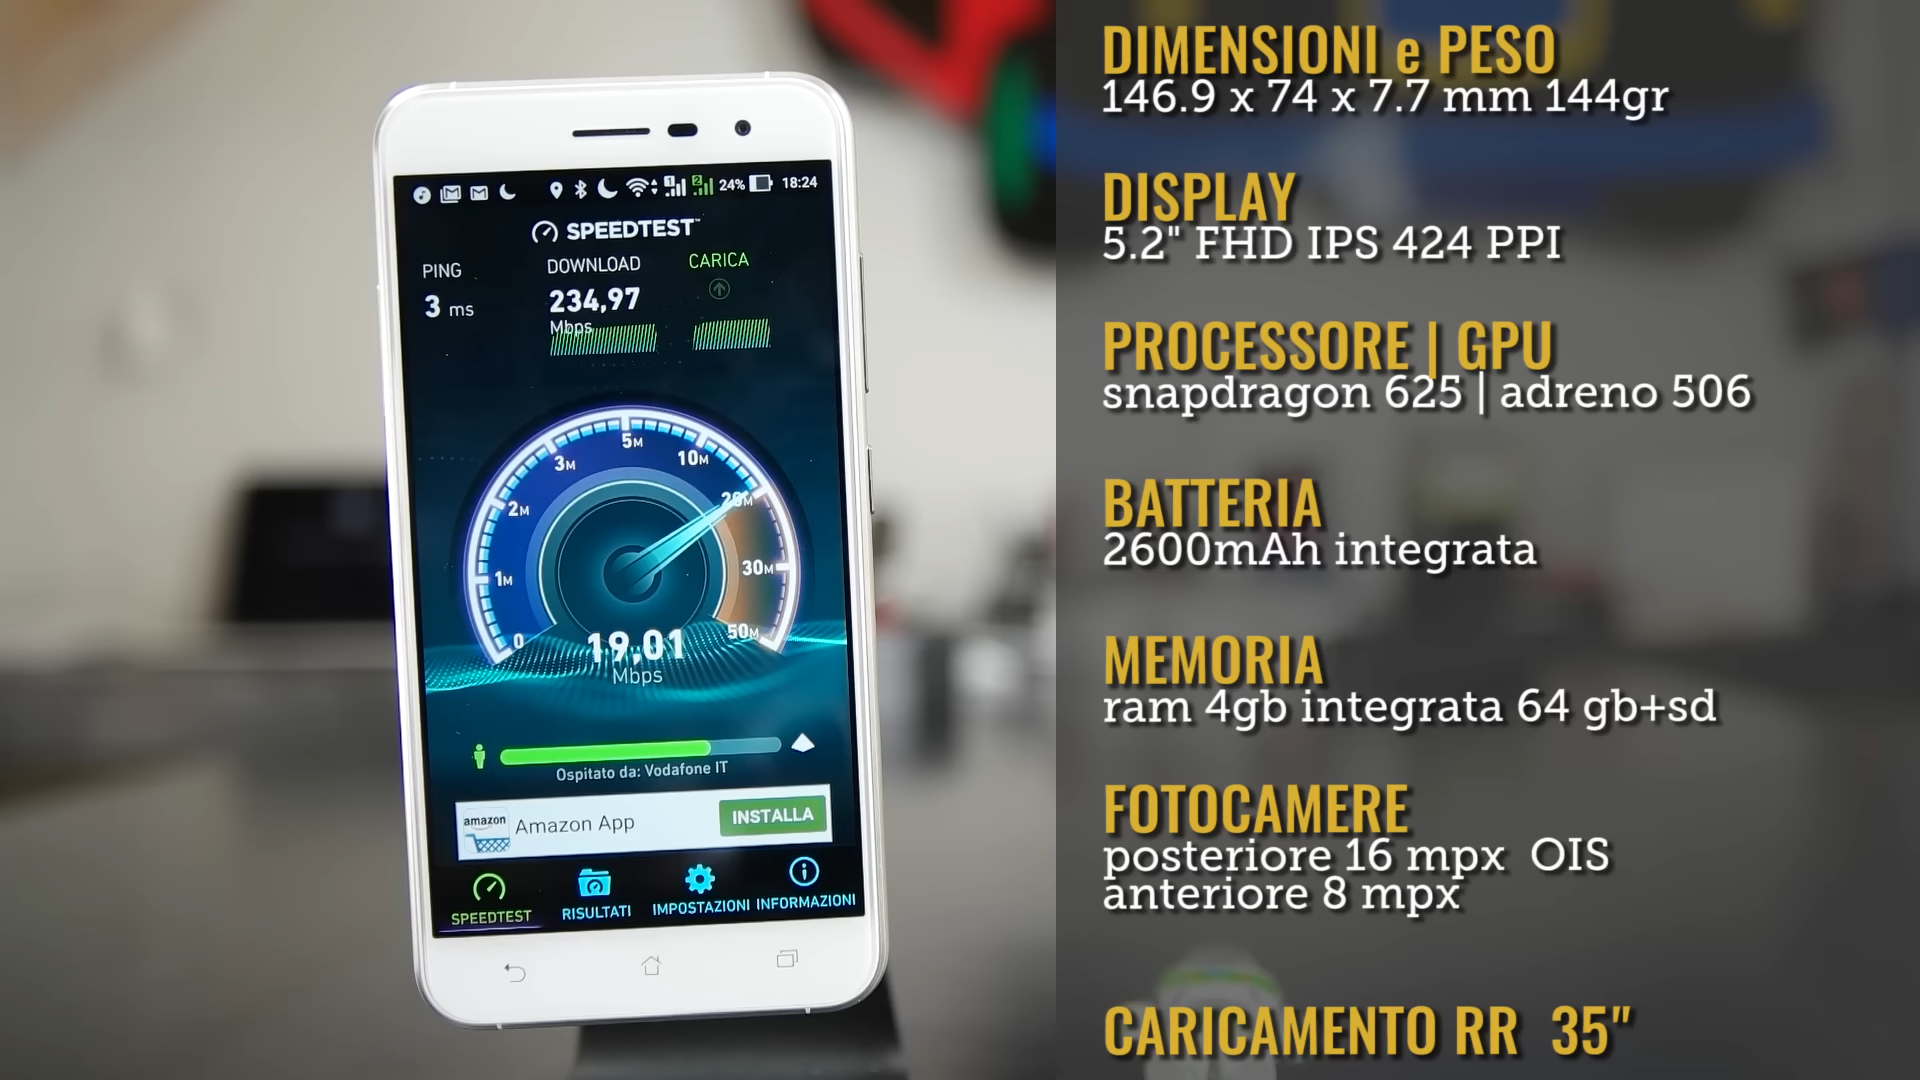 1 2 24% 18:24
SPEEDTEST™
PING DOWNLOAD CARICA
3 ms 234,97
Mbps
5M
3M 10M
2M 20M
1M 30M
0 50M
19,01
Mbps
Ospitato da: Vodafone IT
amazon Amazon App INSTALLA
SPEEDTEST RISULTATI IMPOSTAZIONI INFORMAZIONI
DIMENSIONI e PESO
146.9 x 74 x 7.7 mm 144gr
DISPLAY
5.2" FHD IPS 424 PPI
PROCESSORE | GPU
snapdragon 625 | adreno 506
BATTERIA
2600mAh integrata
MEMORIA
ram 4gb integrata 64 gb+sd
FOTOCAMERE
posteriore 16 mpx OIS
anteriore 8 mpx
CARICAMENTO RR 35"